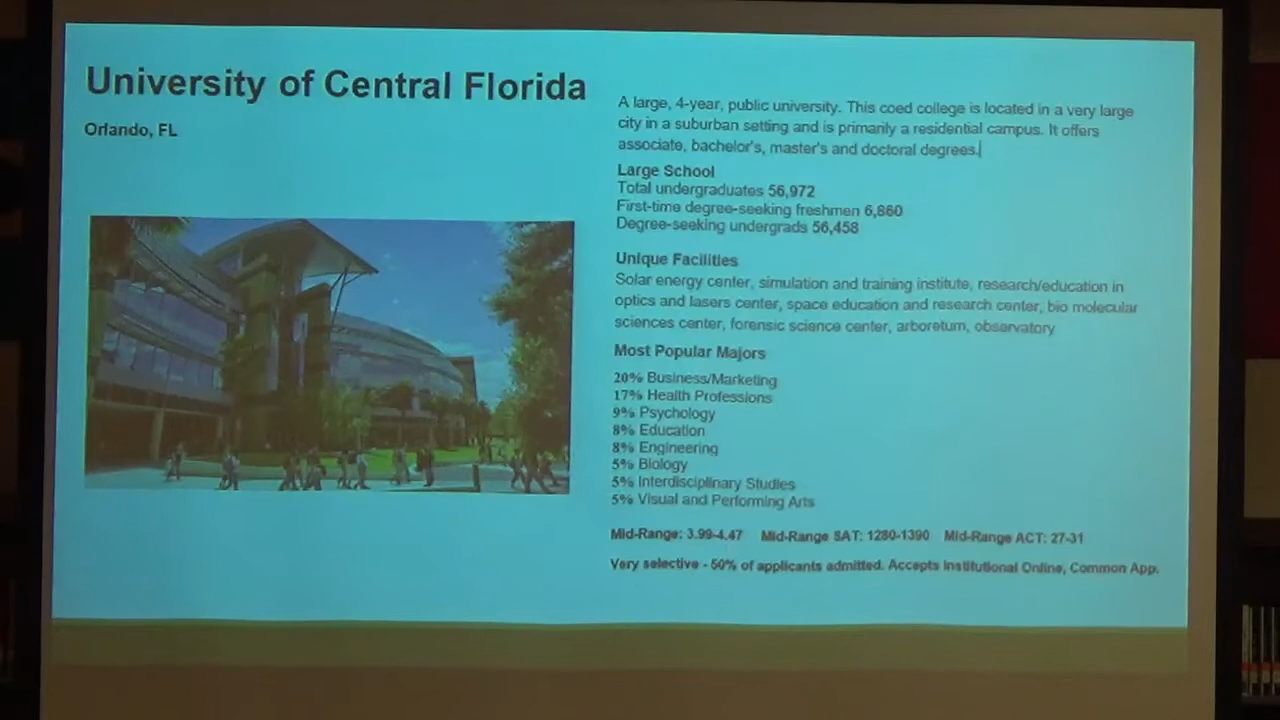 University of Central Florida
Orlando, FL
A large, 4-year, public university. This coed college is located in a very large
city in a suburban setting and is primarily a residential campus. It offers
associate, bachelor's, master's and doctoral degrees.
Large School
Total undergraduates 56,972
First-time degree-seeking freshmen 6,860
Degree-seeking undergrads 56,458
Unique Facilities
Solar energy center, simulation and training institute, research/education in
optics and lasers center, space education and research center, bio molecular
sciences center, forensic science center, arboretum, observatory
Most Popular Majors
20% Business/Marketing
17% Health Professions
9% Psychology
8% Education
8% Engineering
5% Biology
5% Interdisciplinary Studies
5% Visual and Performing Arts
Mid-Range: 3.99-4.47 Mid-Range SAT: 1280-1390 Mid-Range ACT: 27-31
Very selective - 50% of applicants admitted. Accepts Institutional Online, Common App.